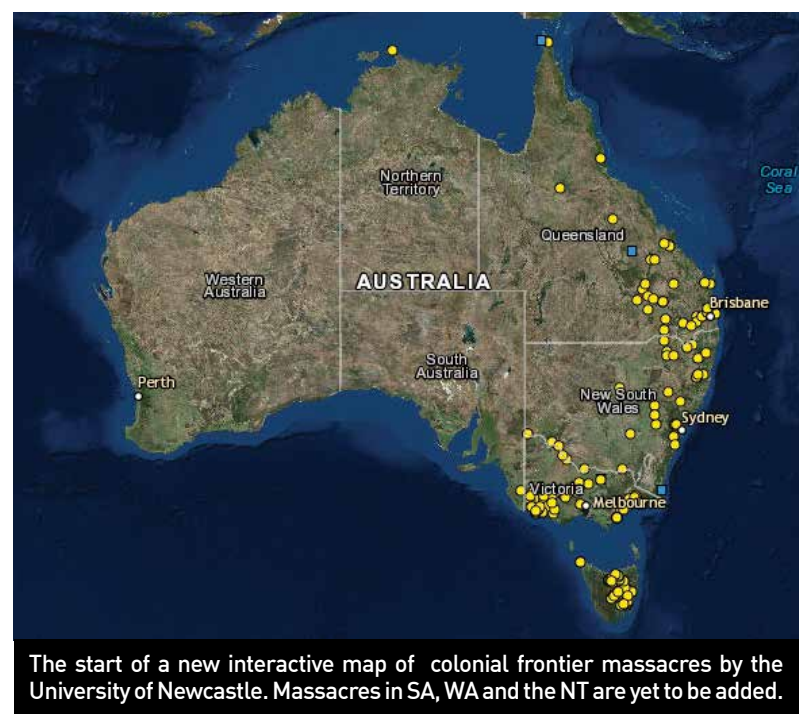 Coral
Sea
Northern
Territory
Queensland
Western
Australia
AUSTRALIA
Brisbane
South
Australia
Perth
New South
Wales
Sydney
Victoria
Melbourne
The start of a new interactive map of colonial frontier massacres by the
University of Newcastle. Massacres in SA, WA and the NT are yet to be added.